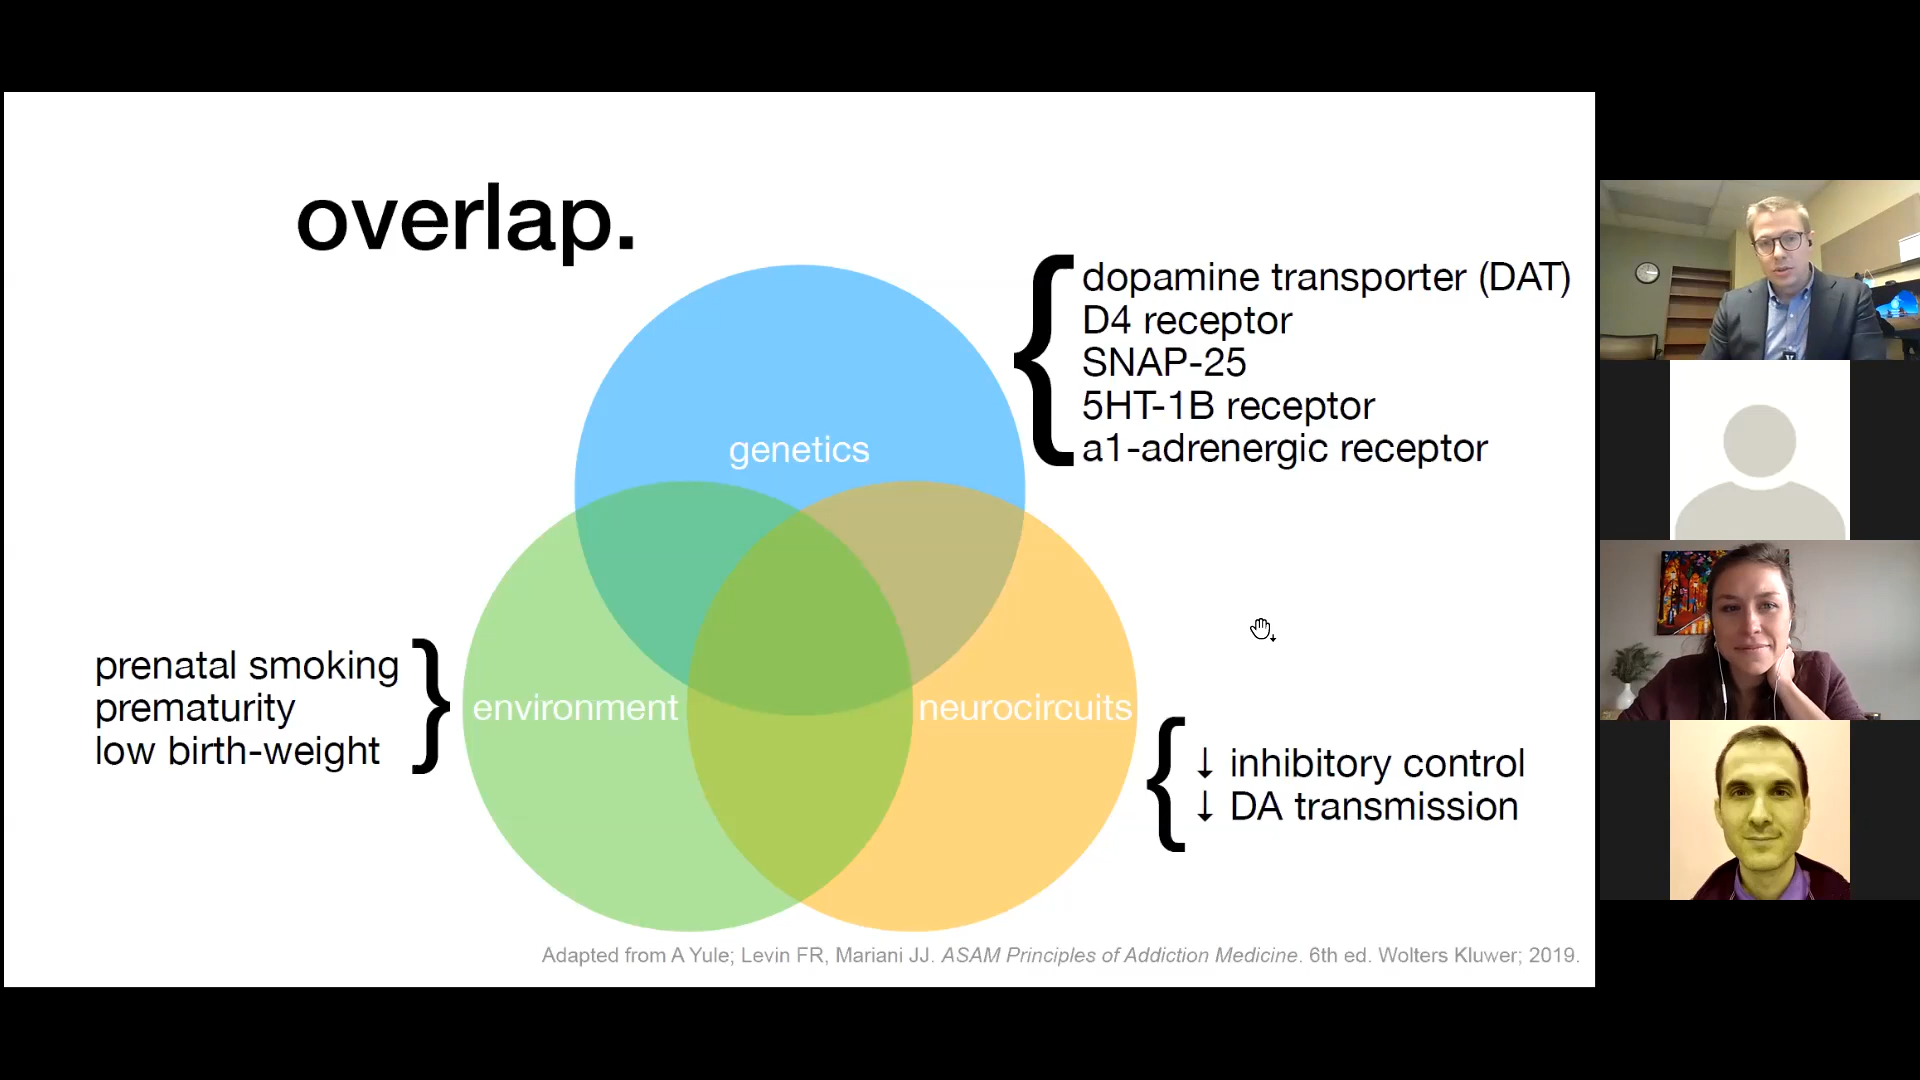 overlap.
dopamine transporter (DAT)
D4 receptor
SNAP-25
5HT-1B receptor
a1-adrenergic receptor
genetics
prenatal smoking
prematurity
low birth-weight
environment
neurocircuits
↓ inhibitory control
↓ DA transmission
Adapted from A Yule; Levin FR, Mariani JJ. ASAM Principles of Addiction Medicine. 6th ed. Wolters Kluwer; 2019.